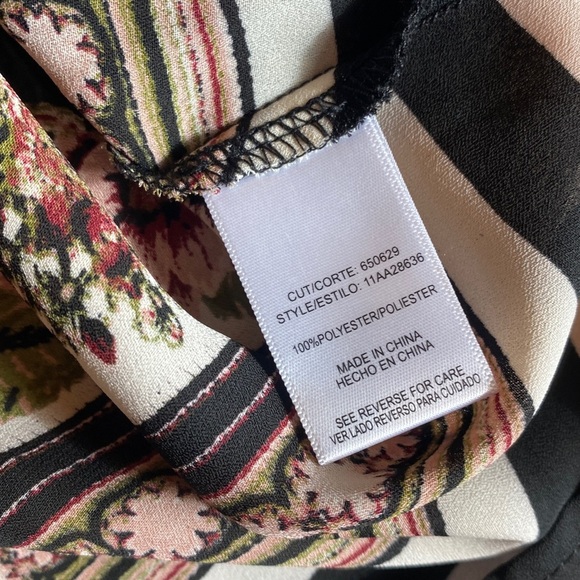 CUT/CORTE: 650629
STYLE/ESTILO: 11AA28636
100%POLYESTER/POLIESTER
MADE IN CHINA
HECHO EN CHINA
SEE REVERSE FOR CARE
VER LADO REVERSO PARA CUIDADO